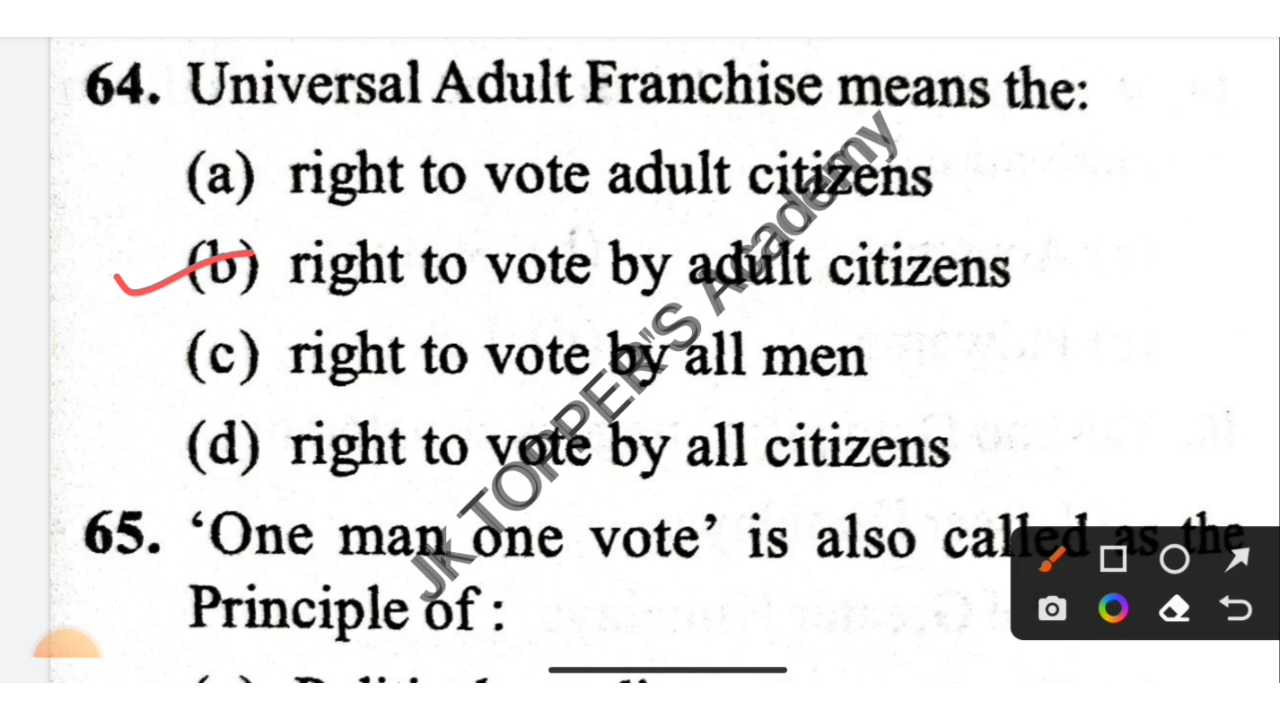 64. Universal Adult Franchise means the:
(a) right to vote adult citizens
(b) right to vote by adult citizens
(c) right to vote by all men
(d) right to vote by all citizens
65. ‘One man one vote’ is also called as the
Principle of :
JK TOPPER'S Academy